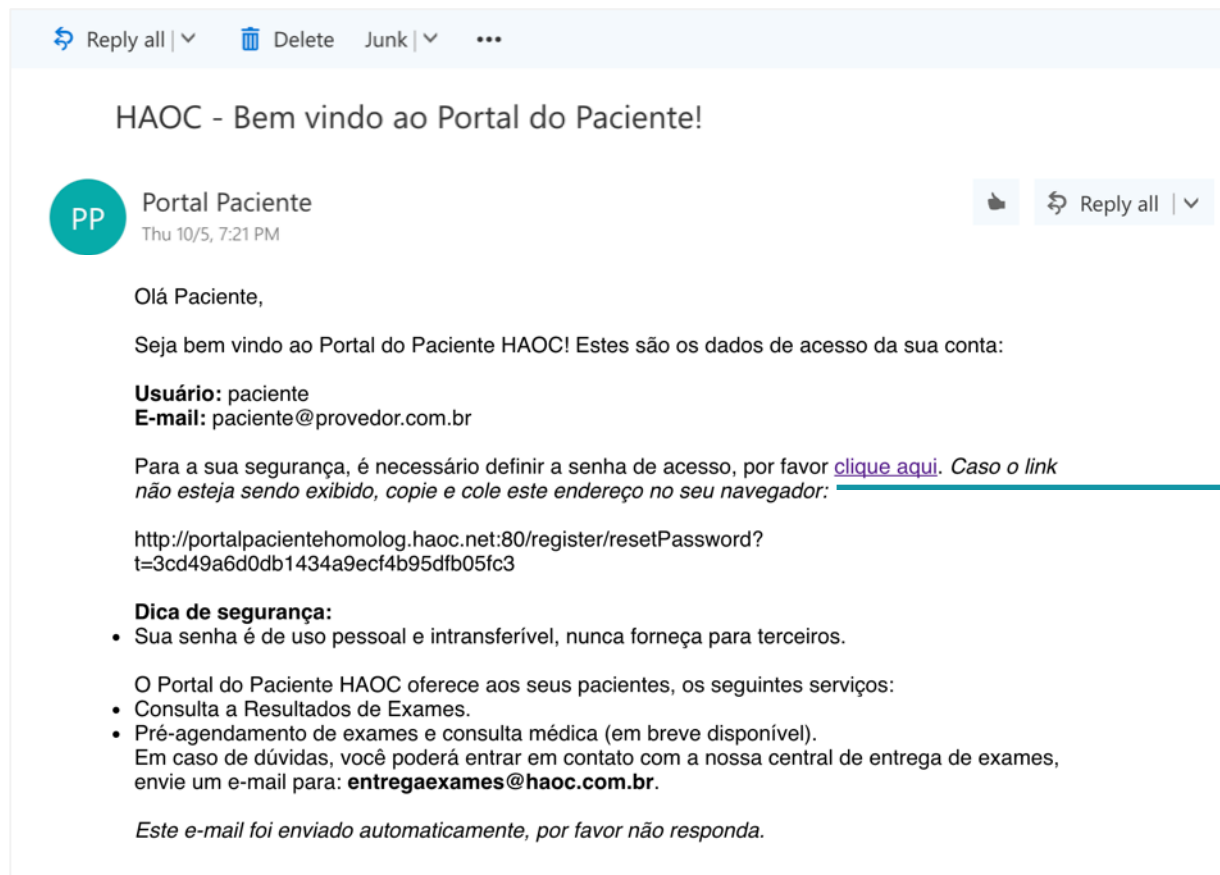 Reply all
Delete
Junk
HAOC - Bem vindo ao Portal do Paciente!
PP
Portal Paciente
Thu 10/5, 7:21 PM
Reply all
Olá Paciente,
Seja bem vindo ao Portal do Paciente HAOC! Estes são os dados de acesso da sua conta:
Usuário: paciente
E-mail: paciente@provedor.com.br
Para a sua segurança, é necessário definir a senha de acesso, por favor clique aqui. Caso o link
não esteja sendo exibido, copie e cole este endereço no seu navegador:
http://portalpacientehomolog.haoc.net:80/register/resetPassword?
t=3cd49a6d0db1434a9ecf4b95dfb05fc3
Dica de segurança:
• Sua senha é de uso pessoal e intransferível, nunca forneça para terceiros.
O Portal do Paciente HAOC oferece aos seus pacientes, os seguintes serviços:
• Consulta a Resultados de Exames.
• Pré-agendamento de exames e consulta médica (em breve disponível).
Em caso de dúvidas, você poderá entrar em contato com a nossa central de entrega de exames,
envie um e-mail para: entregaexames@haoc.com.br.
Este e-mail foi enviado automaticamente, por favor não responda.